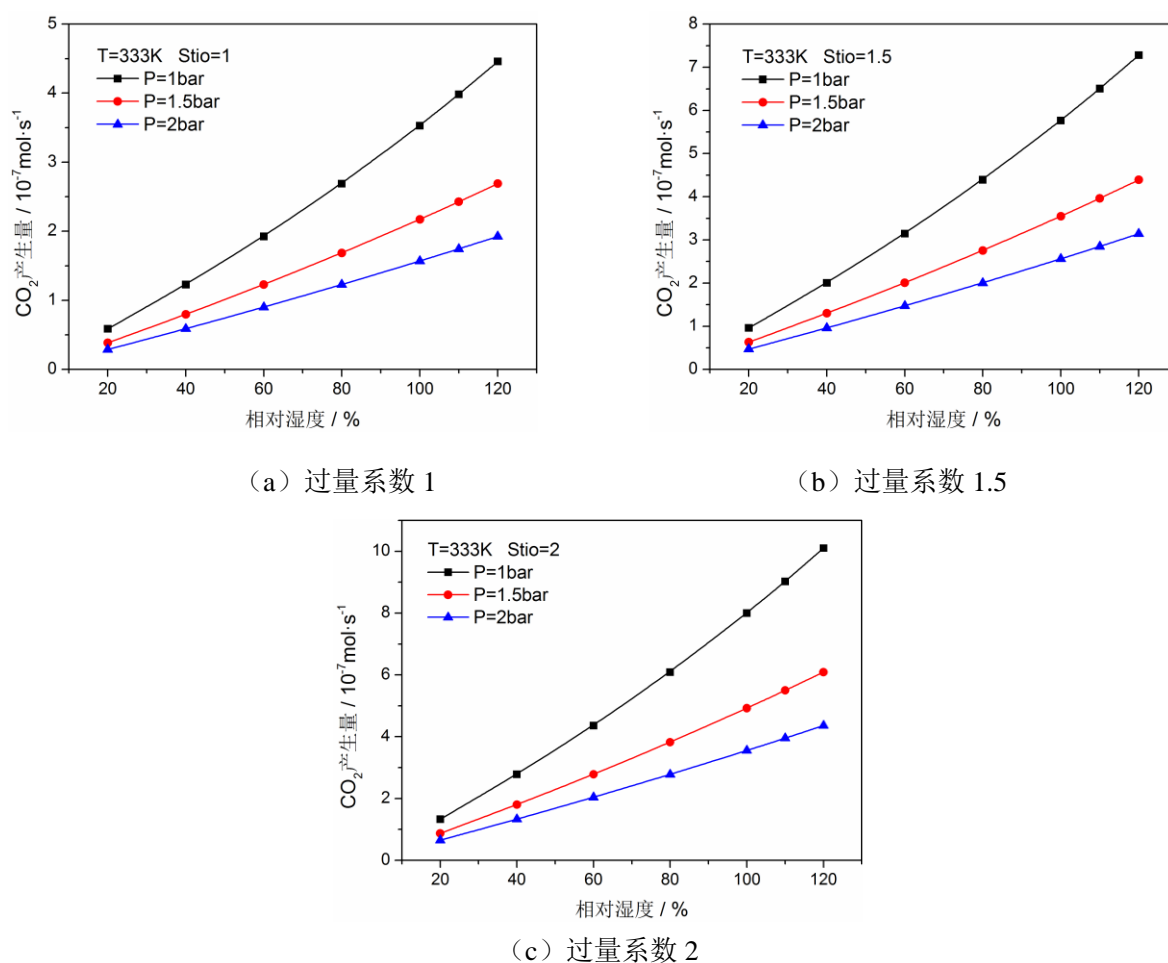 5
4
3
2
1
0
T=333K Stio=1
P=1bar
P=1.5bar
P=2bar
CO₂产生量 / 10⁻⁷mol·s⁻¹
20 40 60 80 100 120
相对湿度 / %
(a)过量系数 1
8
7
6
5
4
3
2
1
0
T=333K Stio=1.5
P=1bar
P=1.5bar
P=2bar
CO₂产生量 / 10⁻⁷mol·s⁻¹
20 40 60 80 100 120
相对湿度 / %
(b)过量系数 1.5
10
8
6
4
2
0
T=333K Stio=2
P=1bar
P=1.5bar
P=2bar
CO₂产生量 / 10⁻⁷mol·s⁻¹
20 40 60 80 100 120
相对湿度 / %
(c)过量系数 2